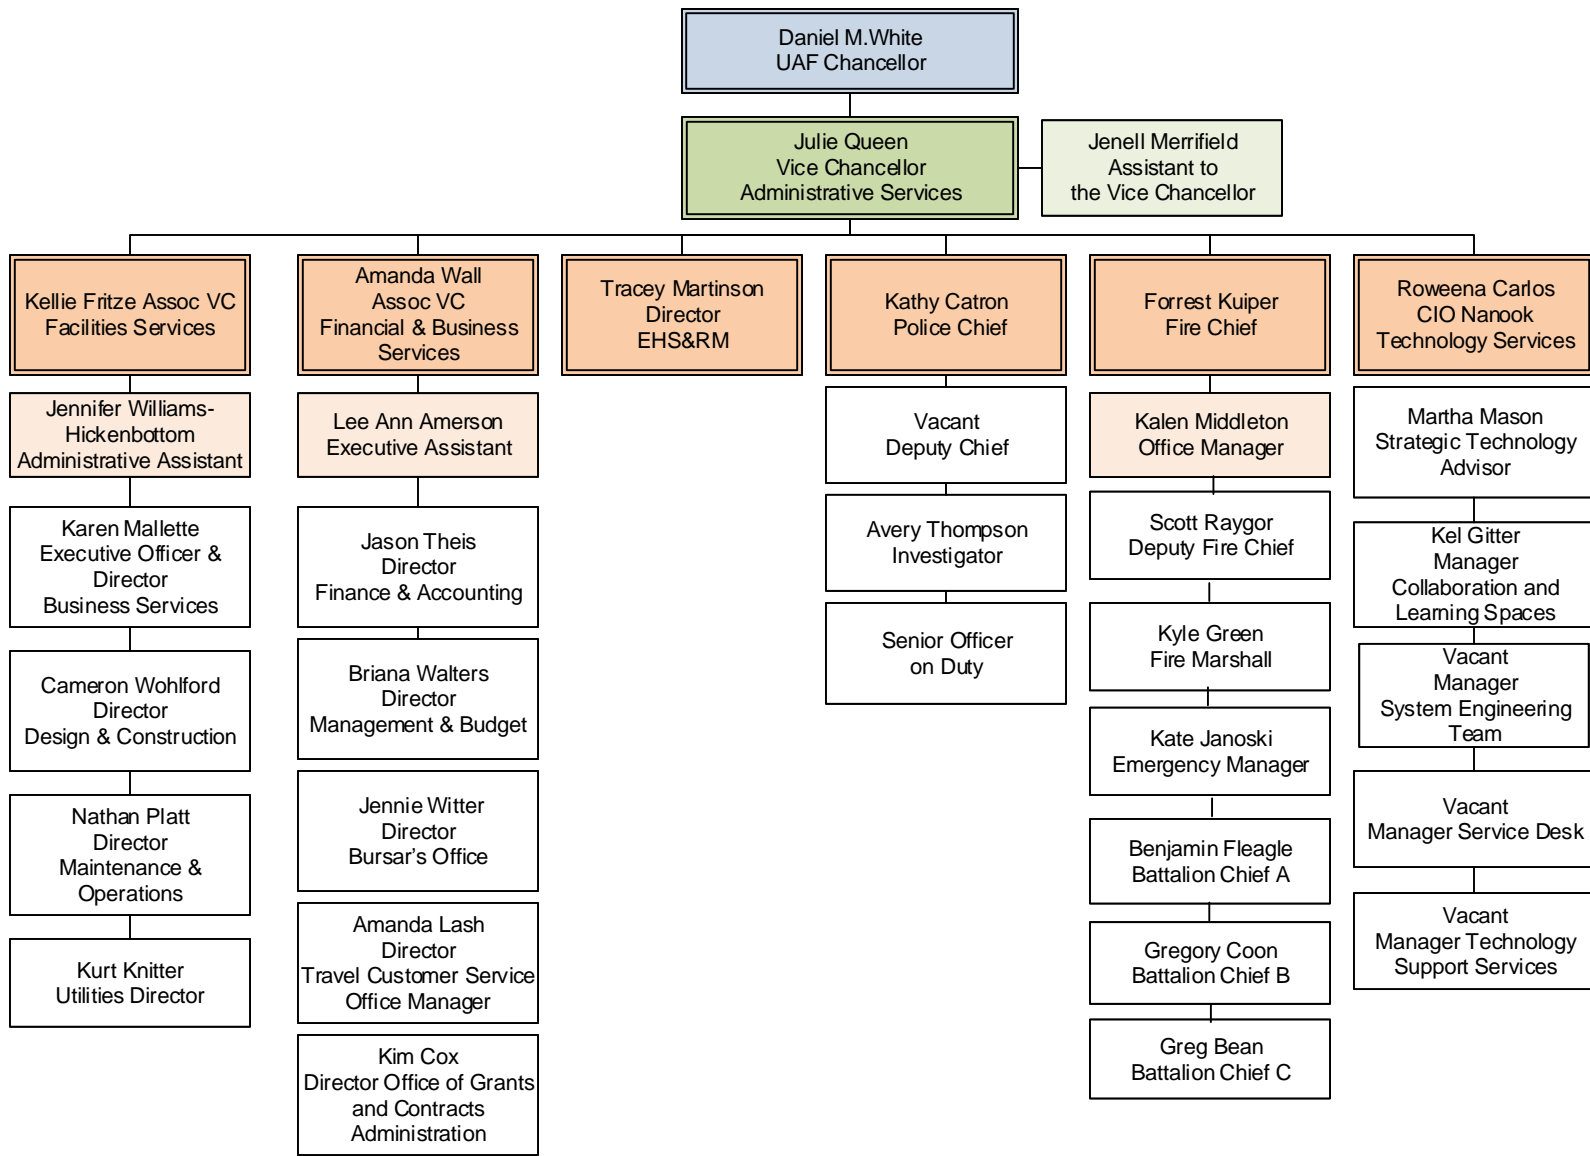 Daniel M.White
UAF Chancellor
Julie Queen
Vice Chancellor
Administrative Services
Jenell Merrifield
Assistant to
the Vice Chancellor
Kellie Fritze Assoc VC
Facilities Services
Jennifer Williams-
Hickenbottom
Administrative Assistant
Karen Mallette
Executive Officer &
Director
Business Services
Cameron Wohlford
Director
Design & Construction
Nathan Platt
Director
Maintenance &
Operations
Kurt Knitter
Utilities Director
Amanda Wall
Assoc VC
Financial & Business
Services
Lee Ann Amerson
Executive Assistant
Jason Theis
Director
Finance & Accounting
Briana Walters
Director
Management & Budget
Jennie Witter
Director
Bursar’s Office
Amanda Lash
Director
Travel Customer Service
Office Manager
Kim Cox
Director Office of Grants
and Contracts
Administration
Tracey Martinson
Director
EHS&RM
Kathy Catron
Police Chief
Vacant
Deputy Chief
Avery Thompson
Investigator
Senior Officer
on Duty
Forrest Kuiper
Fire Chief
Kalen Middleton
Office Manager
Scott Raygor
Deputy Fire Chief
Kyle Green
Fire Marshall
Kate Janoski
Emergency Manager
Benjamin Fleagle
Battalion Chief A
Gregory Coon
Battalion Chief B
Greg Bean
Battalion Chief C
Roweena Carlos
CIO Nanook
Technology Services
Martha Mason
Strategic Technology
Advisor
Kel Gitter
Manager
Collaboration and
Learning Spaces
Vacant
Manager
System Engineering
Team
Vacant
Manager Service Desk
Vacant
Manager Technology
Support Services